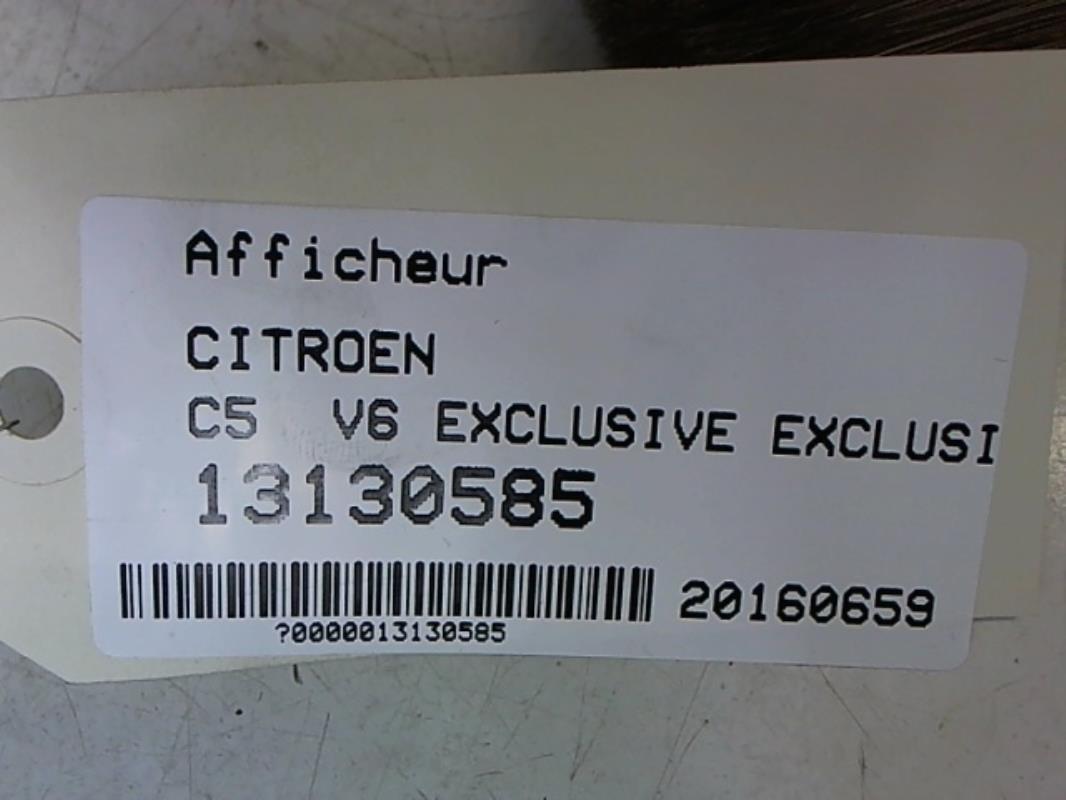 Afficheur
CITROEN
C5 V6 EXCLUSIVE EXCLUSI
13130585
20160659
?0000013130585